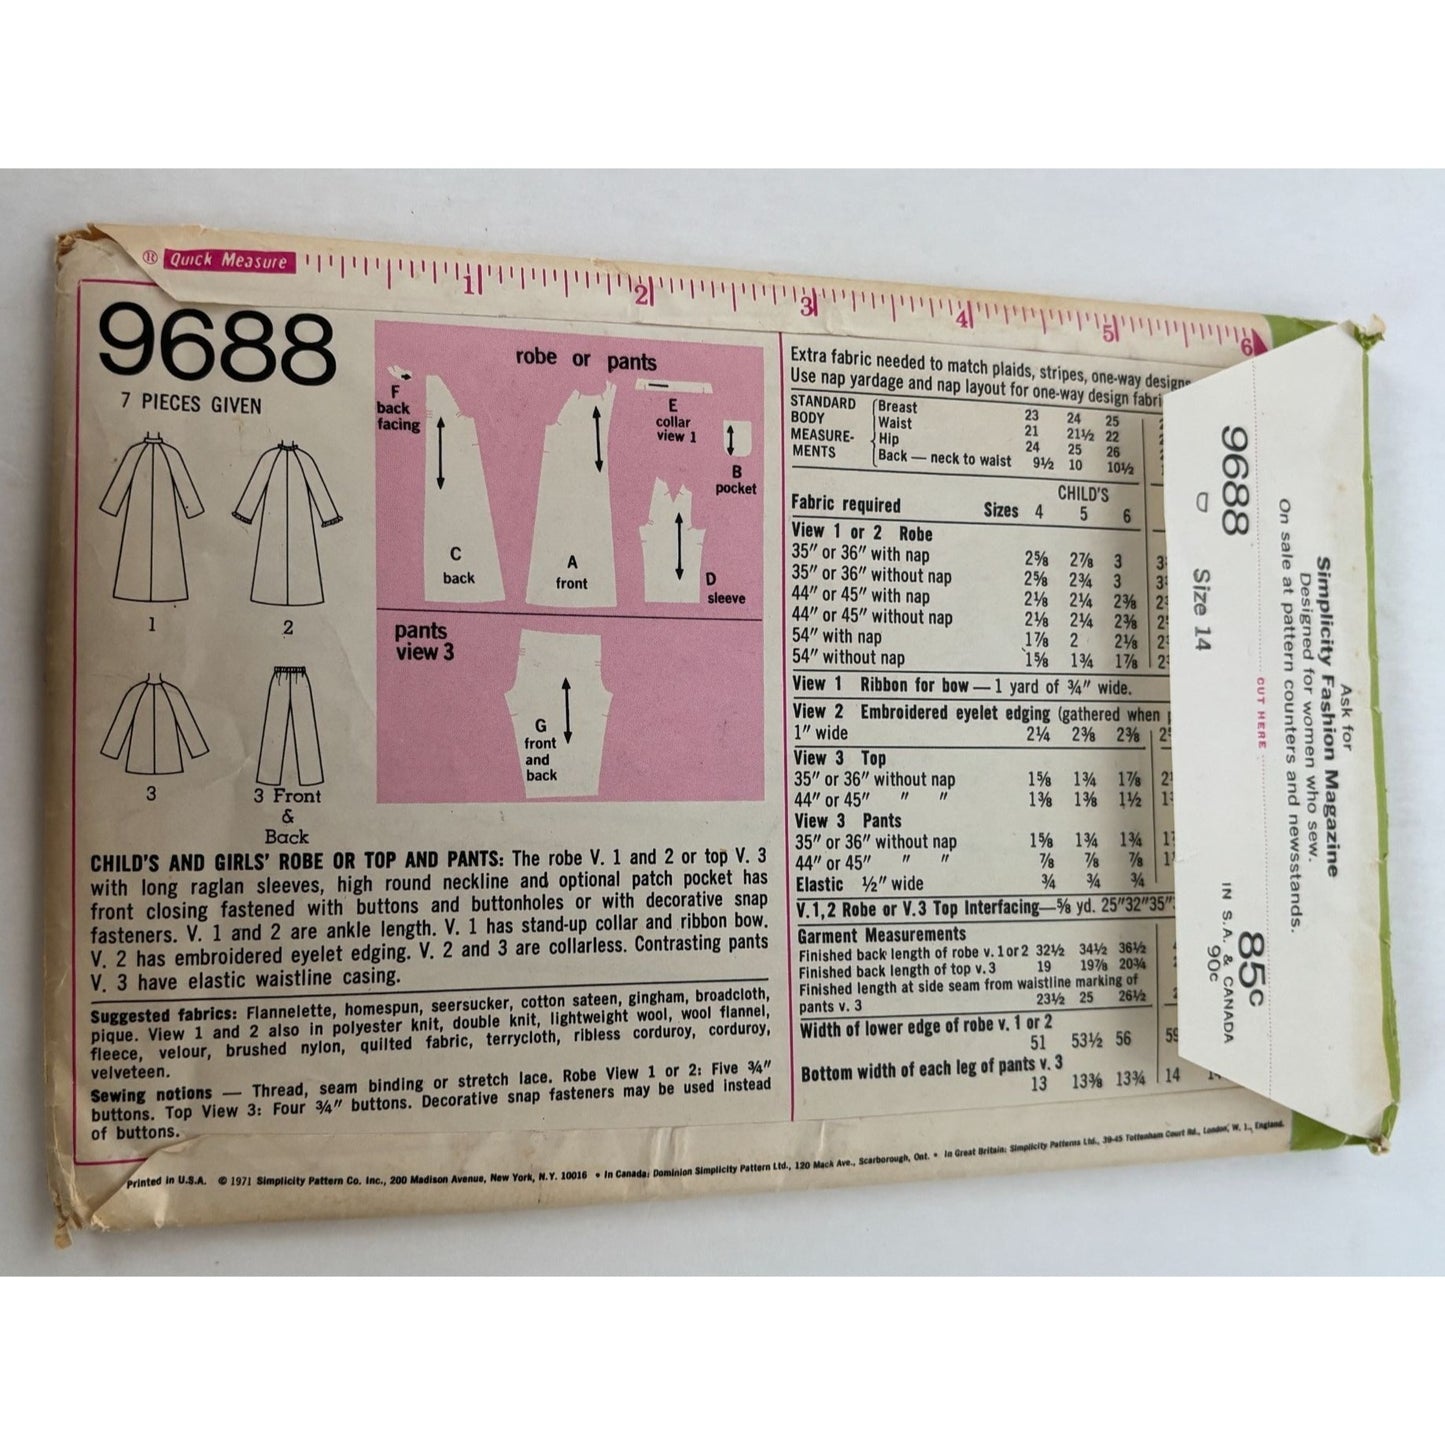 ® Quick Measure
1 2 3 4 5 6
9688
7 PIECES GIVEN
1
2
3
3 Front
&
Back
robe or pants
F
back
facing
C
back
A
front
E
collar
view 1
B
pocket
D
sleeve
pants
view 3
G
front
and
back
CHILD'S AND GIRLS' ROBE OR TOP AND PANTS: The robe V. 1 and 2 or top V. 3
with long raglan sleeves, high round neckline and optional patch pocket has
front closing fastened with buttons and buttonholes or with decorative snap
fasteners. V. 1 and 2 are ankle length. V. 1 has stand-up collar and ribbon bow.
V. 2 has embroidered eyelet edging. V. 2 and 3 are collarless. Contrasting pants
V. 3 have elastic waistline casing.
Suggested fabrics: Flannelette, homespun, seersucker, cotton sateen, gingham, broadcloth,
pique. View 1 and 2 also in polyester knit, double knit, lightweight wool, wool flannel,
fleece, velour, brushed nylon, quilted fabric, terrycloth, ribless corduroy, corduroy,
velveteen.
Sewing notions — Thread, seam binding or stretch lace. Robe View 1 or 2: Five ¾″
buttons. Top View 3: Four ¾″ buttons. Decorative snap fasteners may be used instead
of buttons.
Extra fabric needed to match plaids, stripes, one-way designs
Use nap yardage and nap layout for one-way design fabri
STANDARD BODY MEASURE-MENTS
Breast 23 24 25
Waist 21 21½ 22
Hip 24 25 26
Back — neck to waist 9½ 10 10½
CHILD'S
Fabric required Sizes 4 5 6
View 1 or 2 Robe
35″ or 36″ with nap 2⅝ 2⅞ 3
35″ or 36″ without nap 2⅝ 2¾ 3
44″ or 45″ with nap 2⅛ 2¼ 2⅜
44″ or 45″ without nap 2⅛ 2¼ 2⅜
54″ with nap 1⅞ 2 2⅛
54″ without nap 1⅝ 1¾ 1⅞
View 1 Ribbon for bow — 1 yard of ¾″ wide.
View 2 Embroidered eyelet edging (gathered when
1″ wide 2¼ 2⅜ 2⅜
View 3 Top
35″ or 36″ without nap 1⅝ 1¾ 1⅞
44″ or 45″ ″ ″ 1⅜ 1⅜ 1½
View 3 Pants
35″ or 36″ without nap 1⅝ 1¾ 1¾
44″ or 45″ ″ ″ ⅞ ⅞ ⅞
Elastic ½″ wide ¾ ¾ ¾
V.1,2 Robe or V.3 Top Interfacing—⅝ yd. 25″32″35″
Garment Measurements
Finished back length of robe v. 1 or 2 32½ 34½ 36½
Finished back length of top v. 3 19 19⅞ 20¾
Finished length at side seam from waistline marking of
pants v. 3 23½ 25 26½
Width of lower edge of robe v. 1 or 2
51 53½ 56 59
Bottom width of each leg of pants v. 3
13 13⅜ 13¾ 14
Printed in U.S.A. © 1971 Simplicity Pattern Co. Inc., 200 Madison Avenue, New York, N.Y. 10016 • In Canada: Dominion Simplicity Pattern Ltd., 120 Mack Ave., Scarborough, Ont. • In Great Britain: Simplicity Patterns Ltd., 39-45 Tottenham Court Rd., London, W. 1., England.
Ask for
Simplicity Fashion Magazine
Designed for women who sew.
On sale at pattern counters and newsstands.
CUT HERE
9688
85c
Size 14
IN S.A. & CANADA
90c